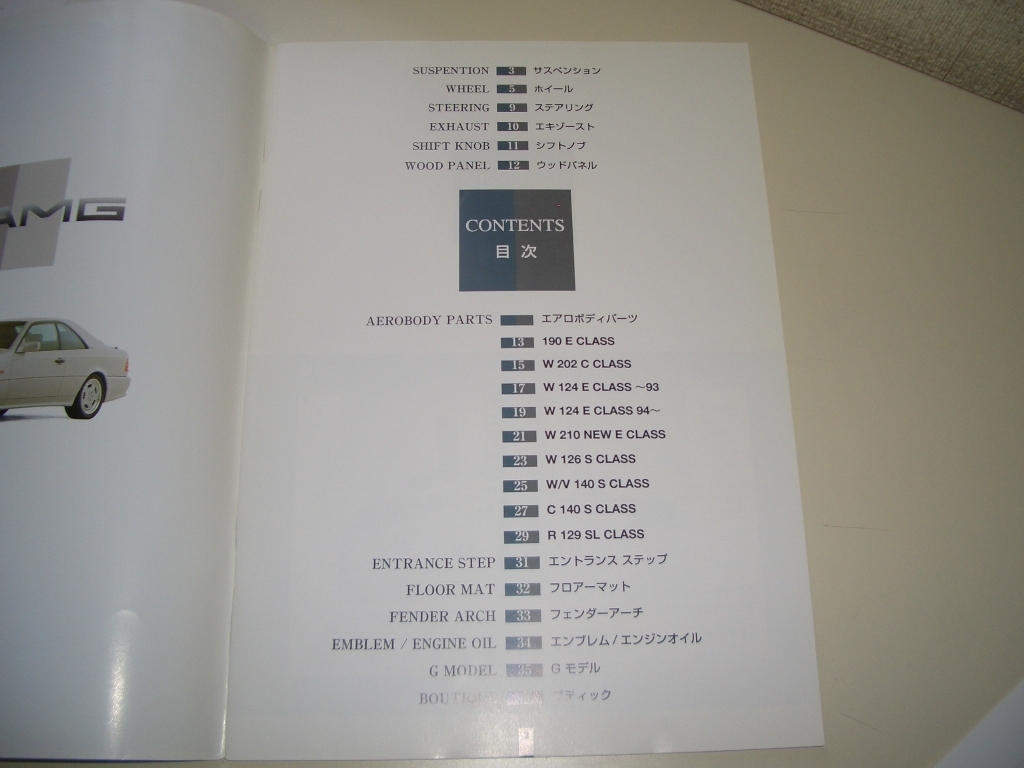 AMG
SUSPENTION 3 サスペンション
WHEEL 5 ホイール
STEERING 9 ステアリング
EXHAUST 10 エキゾースト
SHIFT KNOB 11 シフトノブ
WOOD PANEL 12 ウッドパネル
CONTENTS
目次
AEROBODY PARTS エアロボディパーツ
13 190 E CLASS
15 W 202 C CLASS
17 W 124 E CLASS ～93
19 W 124 E CLASS 94～
21 W 210 NEW E CLASS
23 W 126 S CLASS
25 W/V 140 S CLASS
27 C 140 S CLASS
29 R 129 SL CLASS
ENTRANCE STEP 31 エントランス ステップ
FLOOR MAT 32 フロアーマット
FENDER ARCH 33 フェンダーアーチ
EMBLEM / ENGINE OIL 34 エンブレム / エンジンオイル
G MODEL 35 G モデル
BOUTIQUE ブティック